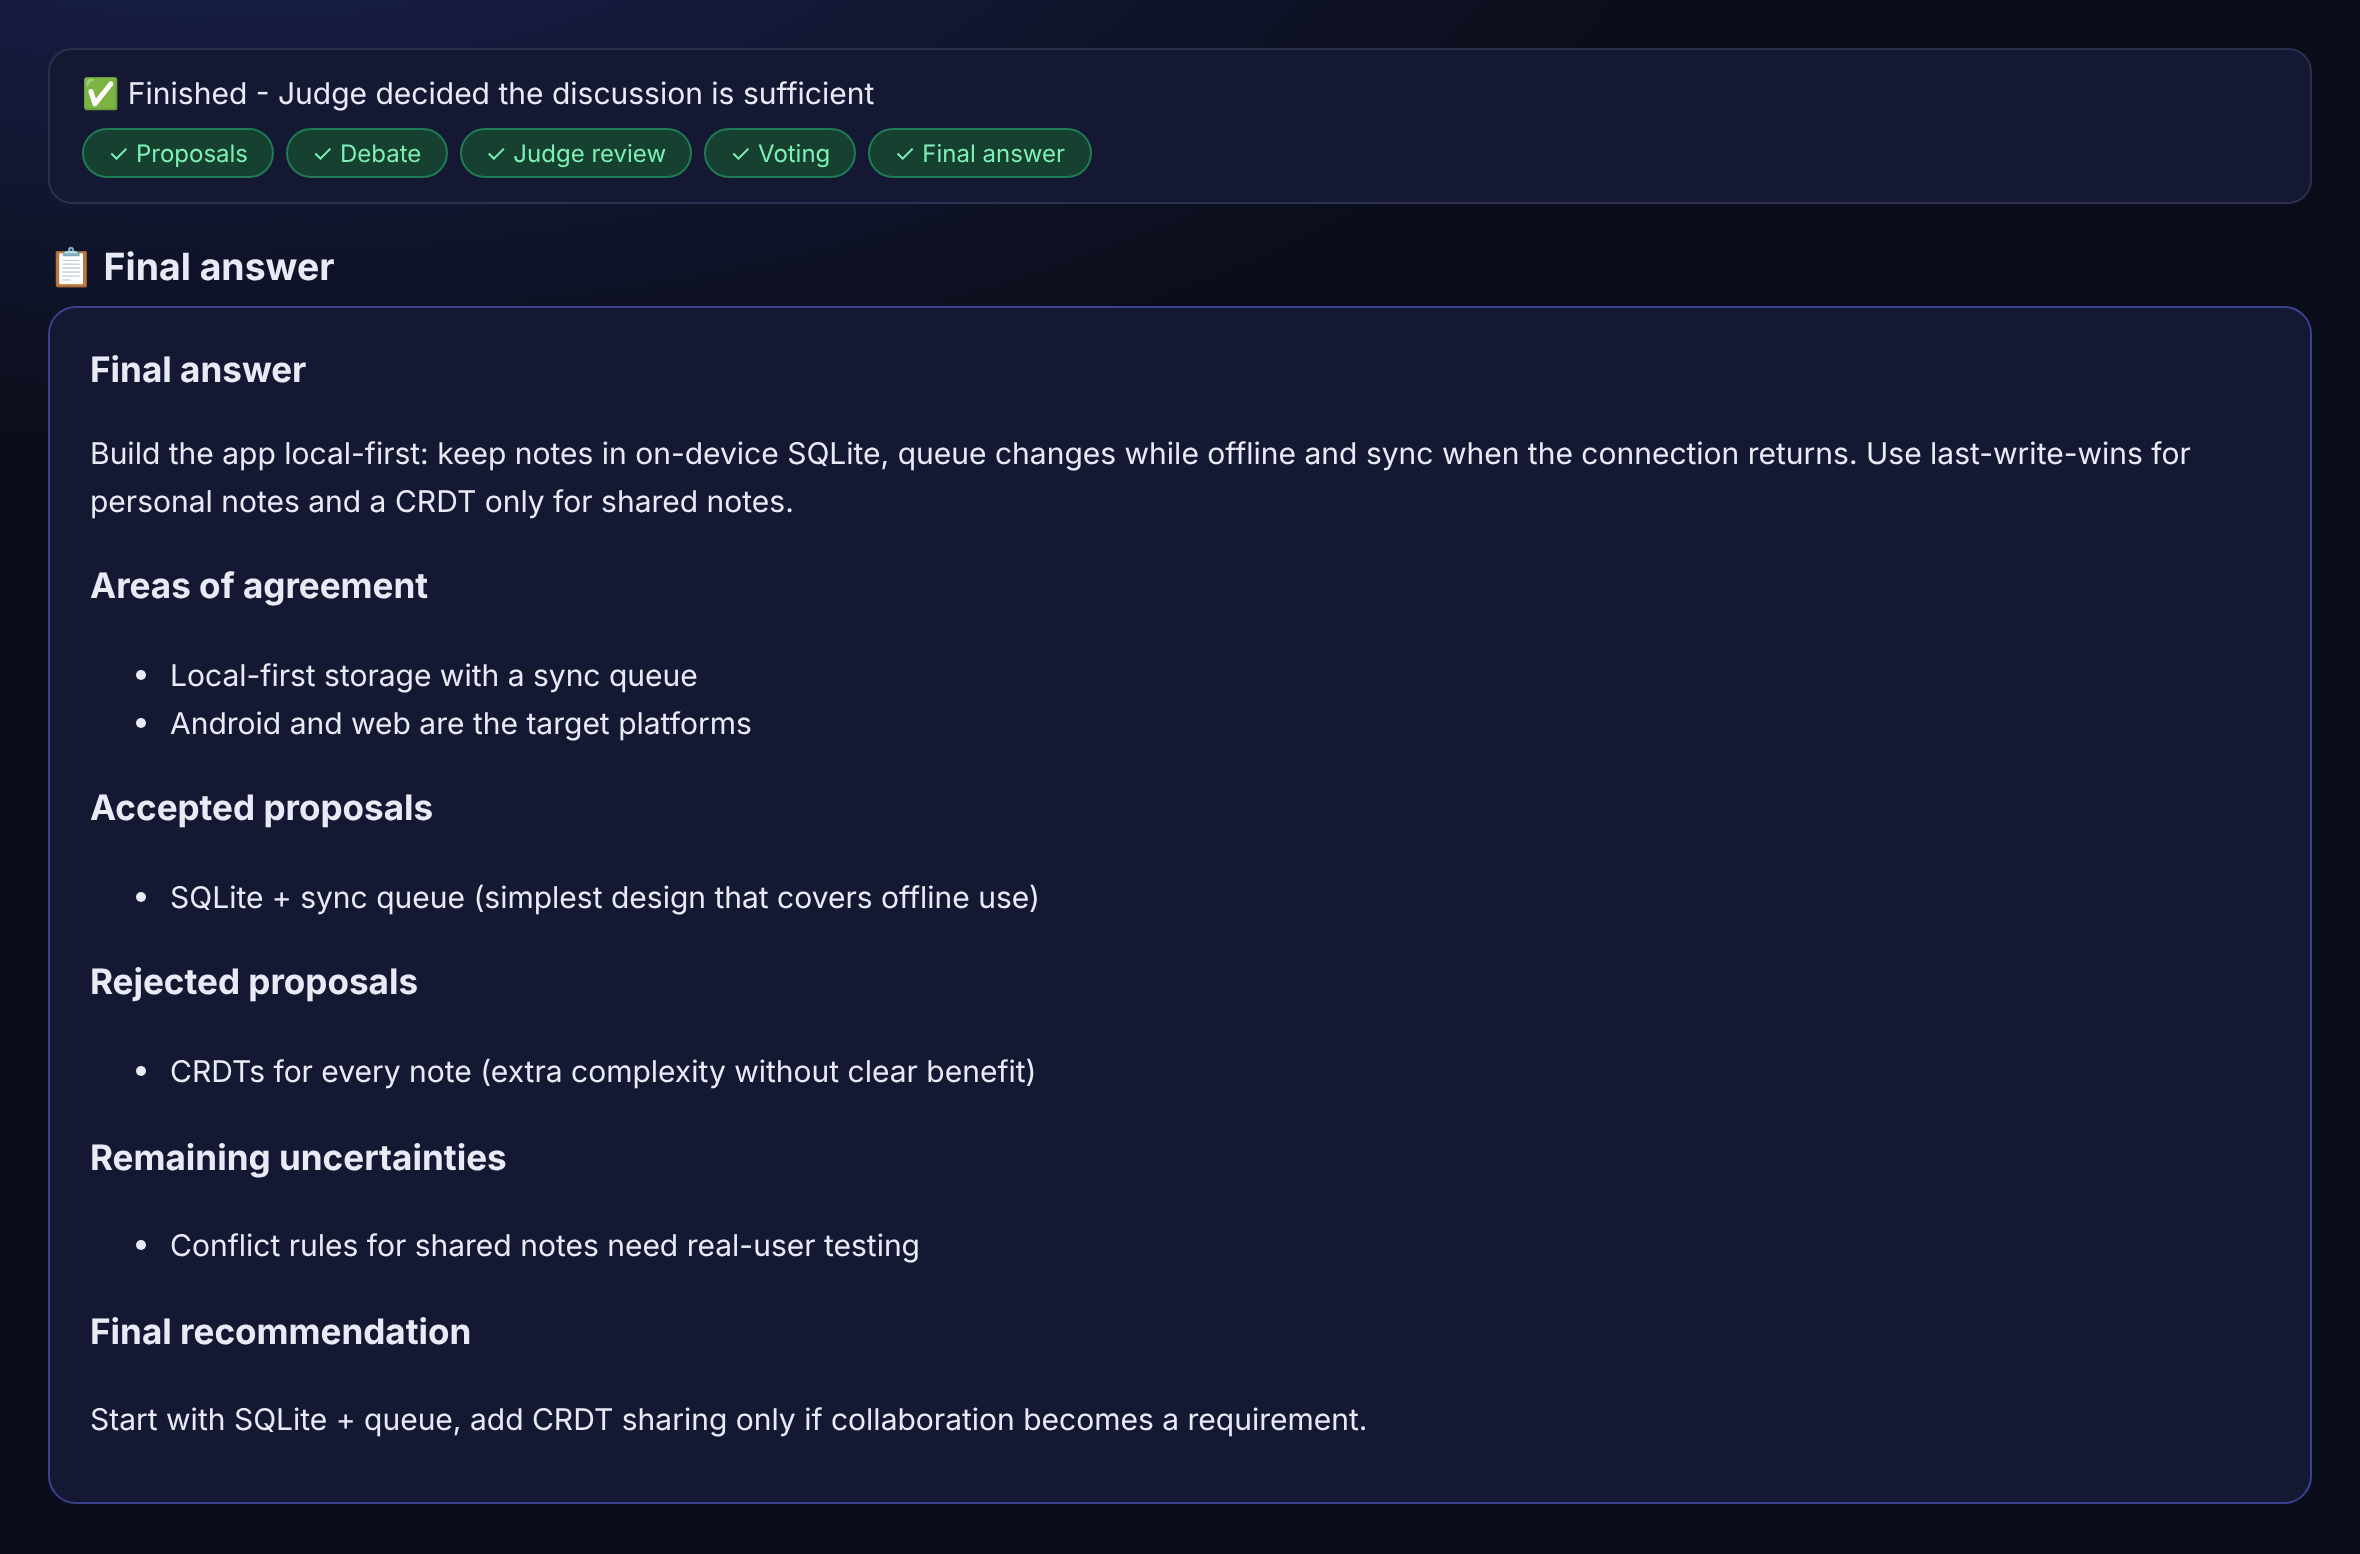 ✅ Finished - Judge decided the discussion is sufficient
✓ Proposals ✓ Debate ✓ Judge review ✓ Voting ✓ Final answer
📋 Final answer
Final answer
Build the app local-first: keep notes in on-device SQLite, queue changes while offline and sync when the connection returns. Use last-write-wins for
personal notes and a CRDT only for shared notes.
Areas of agreement
• Local-first storage with a sync queue
• Android and web are the target platforms
Accepted proposals
• SQLite + sync queue (simplest design that covers offline use)
Rejected proposals
• CRDTs for every note (extra complexity without clear benefit)
Remaining uncertainties
• Conflict rules for shared notes need real-user testing
Final recommendation
Start with SQLite + queue, add CRDT sharing only if collaboration becomes a requirement.